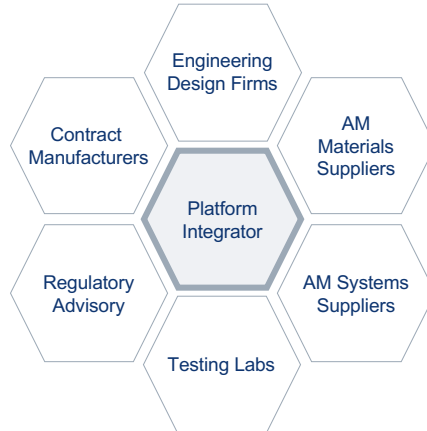 Engineering
Design Firms
Contract
Manufacturers
AM
Materials
Suppliers
Platform
Integrator
Regulatory
Advisory
AM Systems
Suppliers
Testing Labs